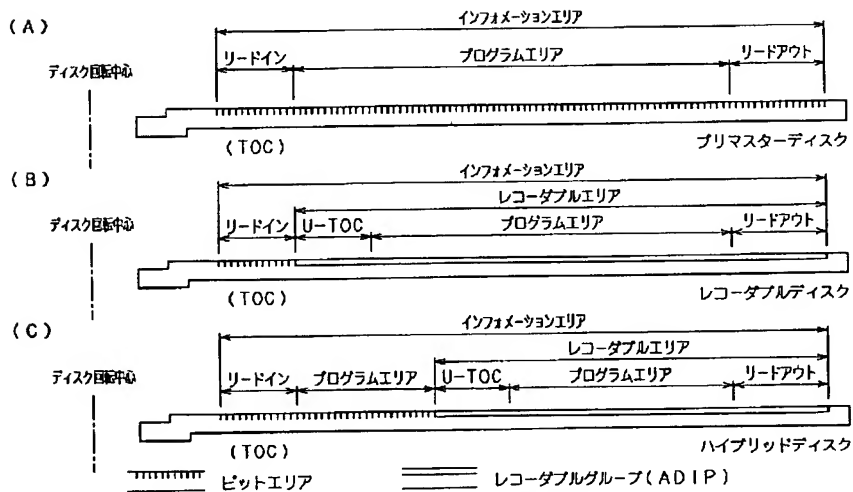 (A)
インフォメーションエリア
リードイン プログラムエリア リードアウト
ディスク回転中心
(TOC) プリマスターディスク
(B)
インフォメーションエリア
レコーダブルエリア
ディスク回転中心
リードイン U-TOC プログラムエリア リードアウト
(TOC) レコーダブルディスク
(C)
インフォメーションエリア
レコーダブルエリア
ディスク回転中心
リードイン プログラムエリア U-TOC プログラムエリア リードアウト
(TOC) ハイブリッドディスク
ピットエリア レコーダブルグループ(ADIP)